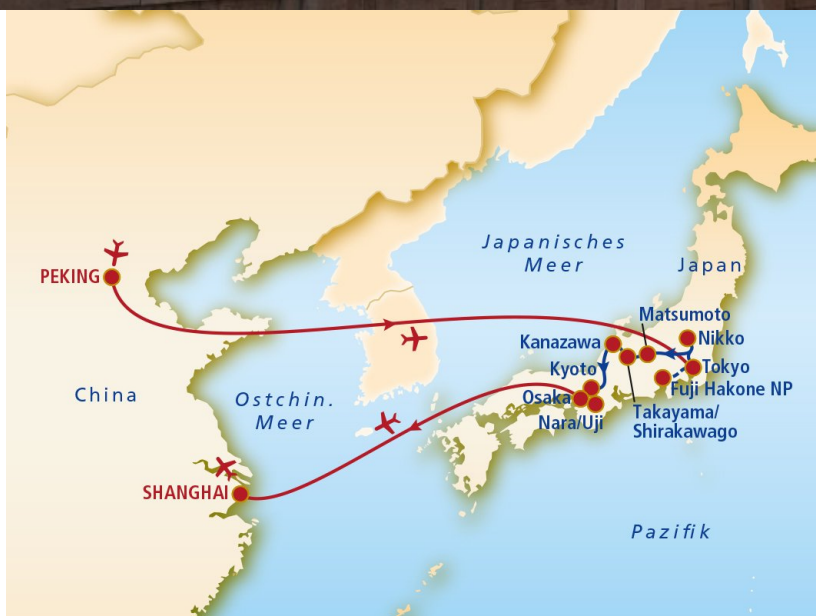 PEKING
Japanisches
Meer
Japan
Matsumoto
Kanazawa
Nikko
Kyoto
Tokyo
China
Ostchin.
Meer
Osaka
Fuji Hakone NP
Nara/Uji
Takayama/
Shirakawago
SHANGHAI
Pazifik